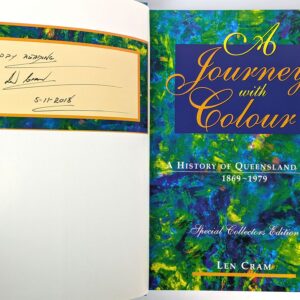 5-11-2018
A
Journey
with
Colour
A HISTORY OF QUEENSLAND
1869~1979
Special Collectors Edition
LEN CRAM